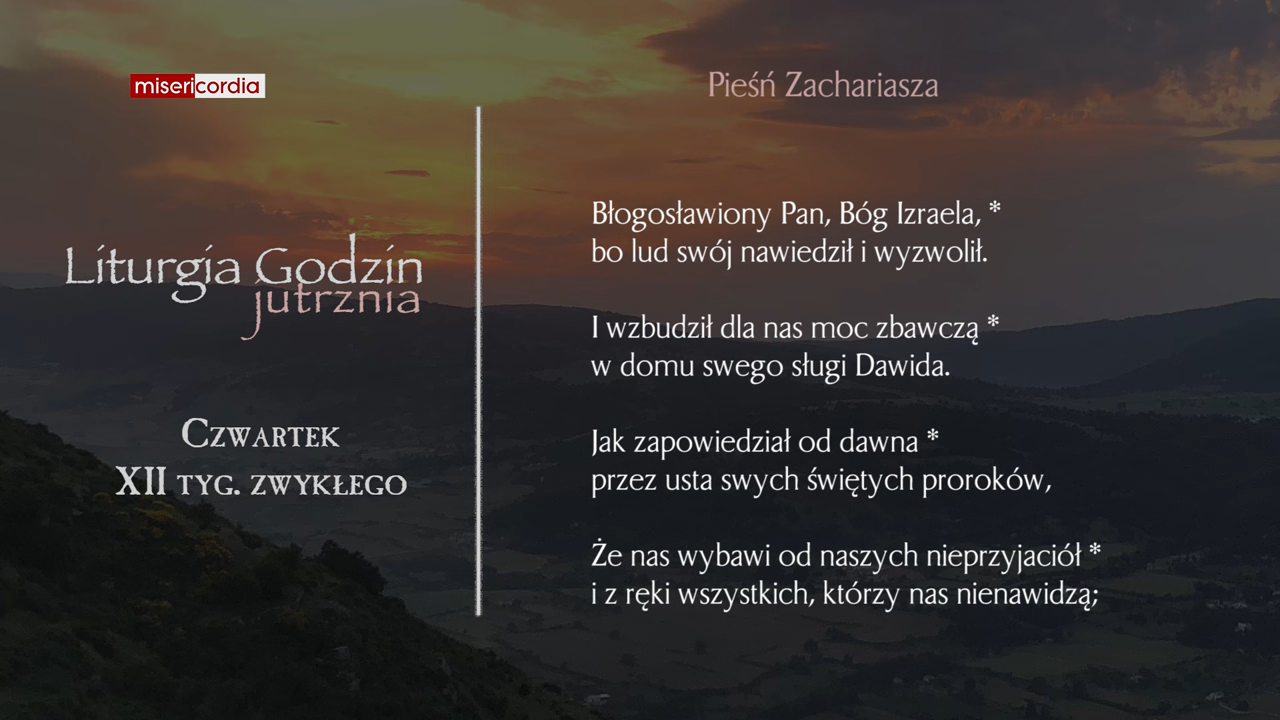 misericordia
Liturgia Godzin
jutrznia
Czwartek
XII tyg. zwykłego
Pieśń Zachariasza
Błogosławiony Pan, Bóg Izraela, *
bo lud swój nawiedził i wyzwolił.
I wzbudził dla nas moc zbawczą *
w domu swego sługi Dawida.
Jak zapowiedział od dawna *
przez usta swych świętych proroków,
Że nas wybawi od naszych nieprzyjaciół *
i z ręki wszystkich, którzy nas nienawidzą;